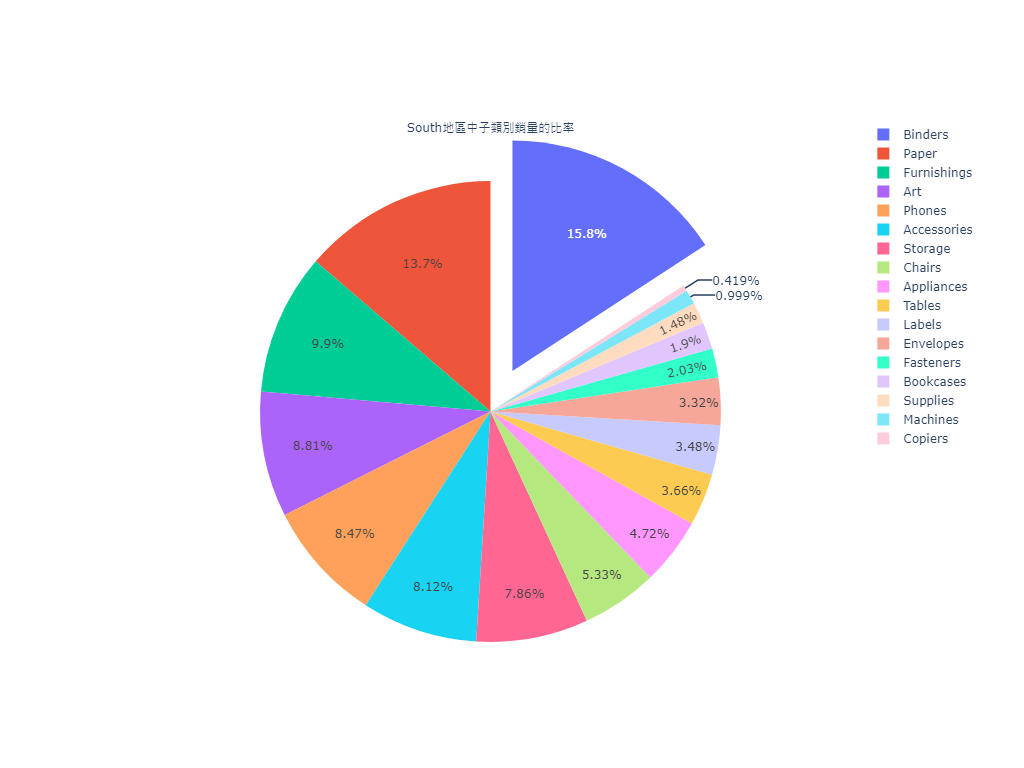 South地區中子類別銷量的比率
15.8%
13.7%
9.9%
8.81%
8.47%
8.12%
7.86%
5.33%
4.72%
3.66%
3.48%
3.32%
2.03%
1.9%
1.48%
0.999%
0.419%
Binders
Paper
Furnishings
Art
Phones
Accessories
Storage
Chairs
Appliances
Tables
Labels
Envelopes
Fasteners
Bookcases
Supplies
Machines
Copiers